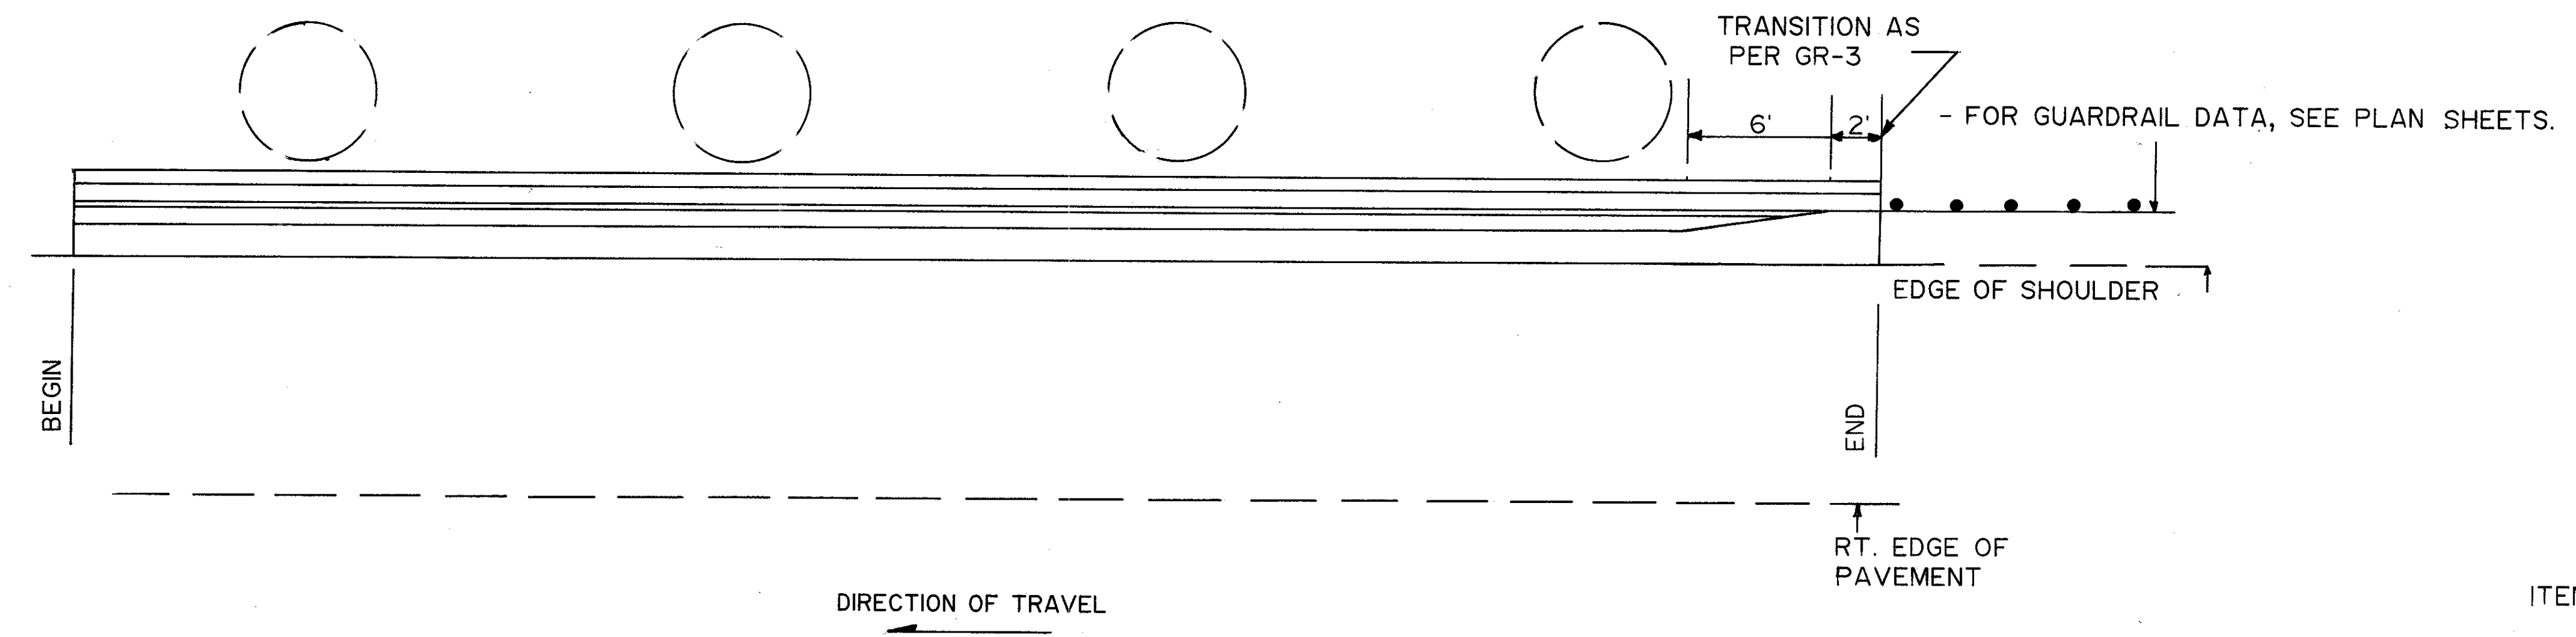 TRANSITION AS
PER GR-3
6'
2'
- FOR GUARDRAIL DATA, SEE PLAN SHEETS.
EDGE OF SHOULDER
BEGIN
END
RT. EDGE OF
PAVEMENT
DIRECTION OF TRAVEL